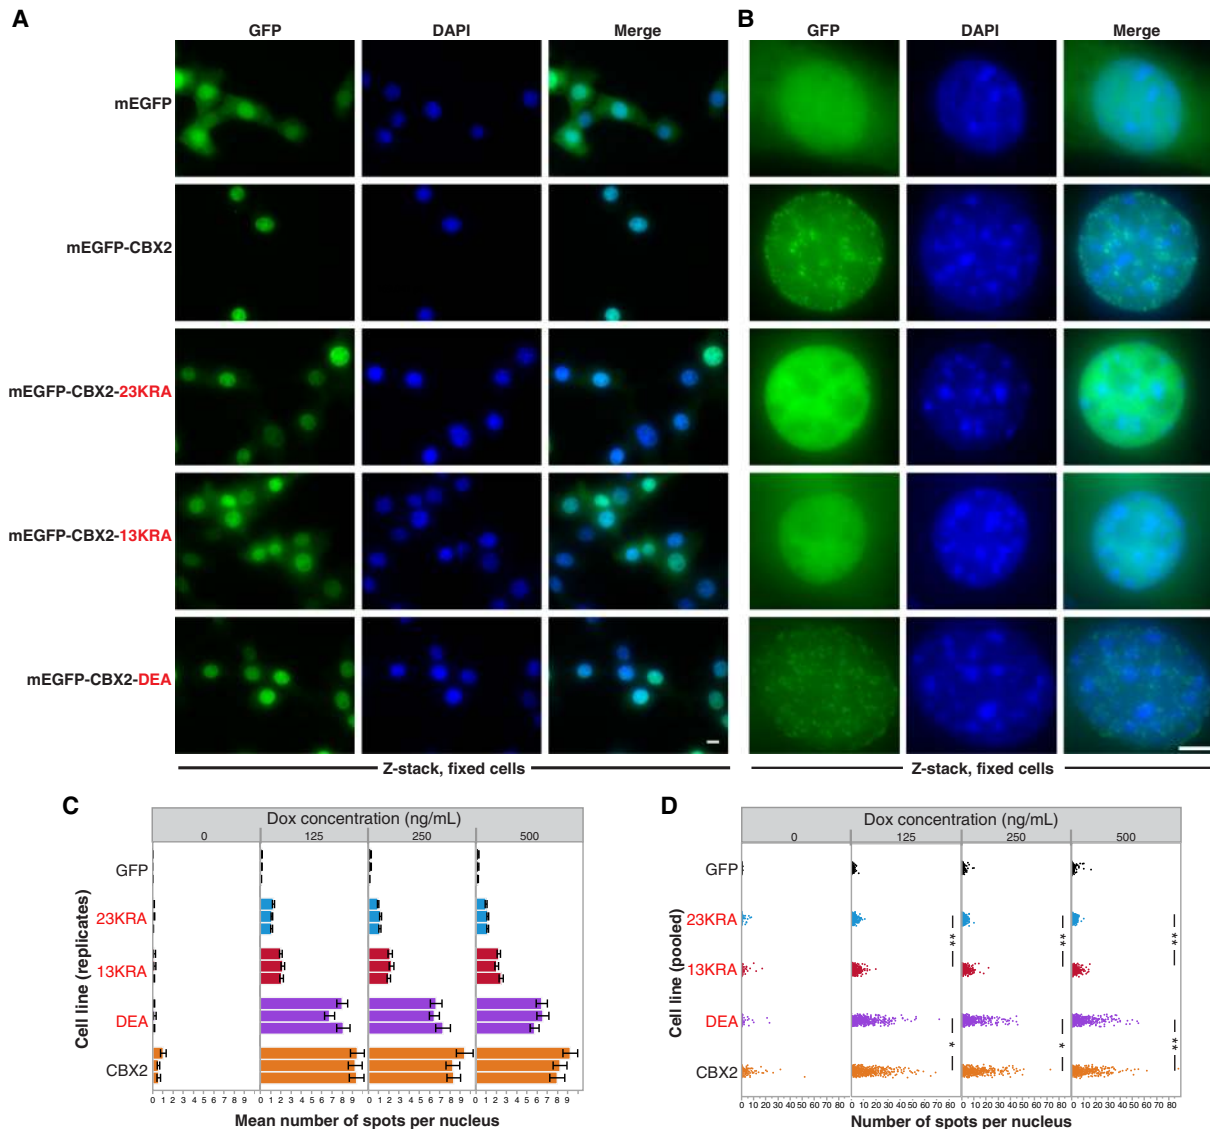 A
B
GFP DAPI Merge GFP DAPI Merge
mEGFP
mEGFP-CBX2
mEGFP-CBX2-23KRA
mEGFP-CBX2-13KRA
mEGFP-CBX2-DEA
Z-stack, fixed cells Z-stack, fixed cells
C
Dox concentration (ng/mL)
0 125 250 500
Cell line (replicates)
GFP
23KRA
13KRA
DEA
CBX2
0 1 2 3 4 5 6 7 8 9 0 1 2 3 4 5 6 7 8 9 0 1 2 3 4 5 6 7 8 9 0 1 2 3 4 5 6 7 8 9
Mean number of spots per nucleus
D
Dox concentration (ng/mL)
0 125 250 500
Cell line (pooled)
GFP
23KRA
13KRA
DEA
CBX2
** ** **
* * **
0 10 20 30 40 50 60 80 0 10 20 30 40 50 60 80 0 10 20 30 40 50 60 80 0 10 20 30 40 50 60 80
Number of spots per nucleus